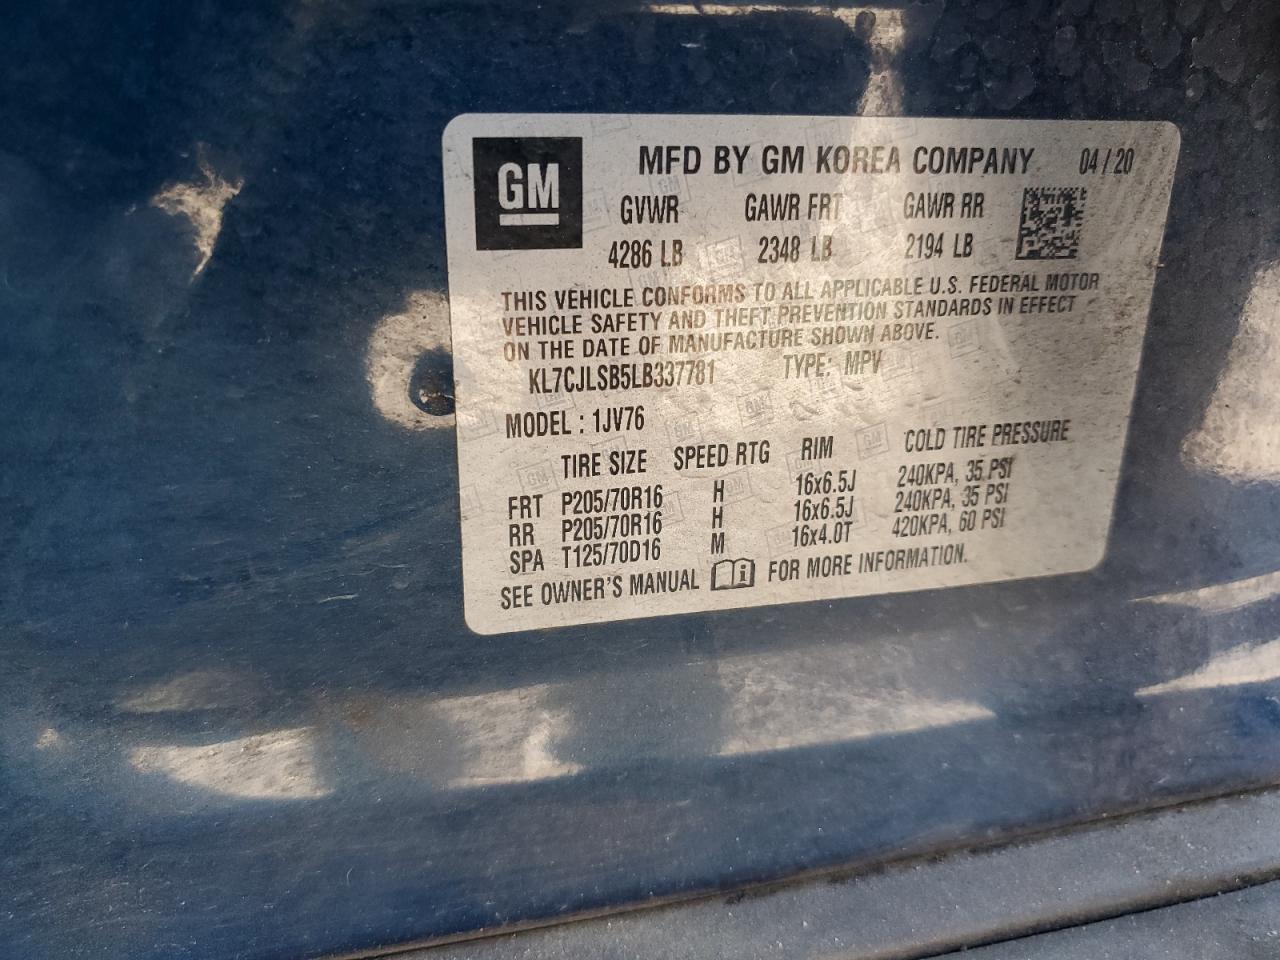 GM
MFD BY GM KOREA COMPANY 04/20
GVWR GAWR FRT GAWR RR
4286 LB 2348 LB 2194 LB
THIS VEHICLE CONFORMS TO ALL APPLICABLE U.S. FEDERAL MOTOR
VEHICLE SAFETY AND THEFT PREVENTION STANDARDS IN EFFECT
ON THE DATE OF MANUFACTURE SHOWN ABOVE.
KL7CJLSB5LB337781 TYPE: MPV
MODEL : 1JV76
TIRE SIZE SPEED RTG RIM COLD TIRE PRESSURE
FRT P205/70R16 H 16x6.5J 240KPA, 35 PSI
RR P205/70R16 H 16x6.5J 240KPA, 35 PSI
SPA T125/70D16 M 16x4.0T 420KPA, 60 PSI
SEE OWNER'S MANUAL FOR MORE INFORMATION.